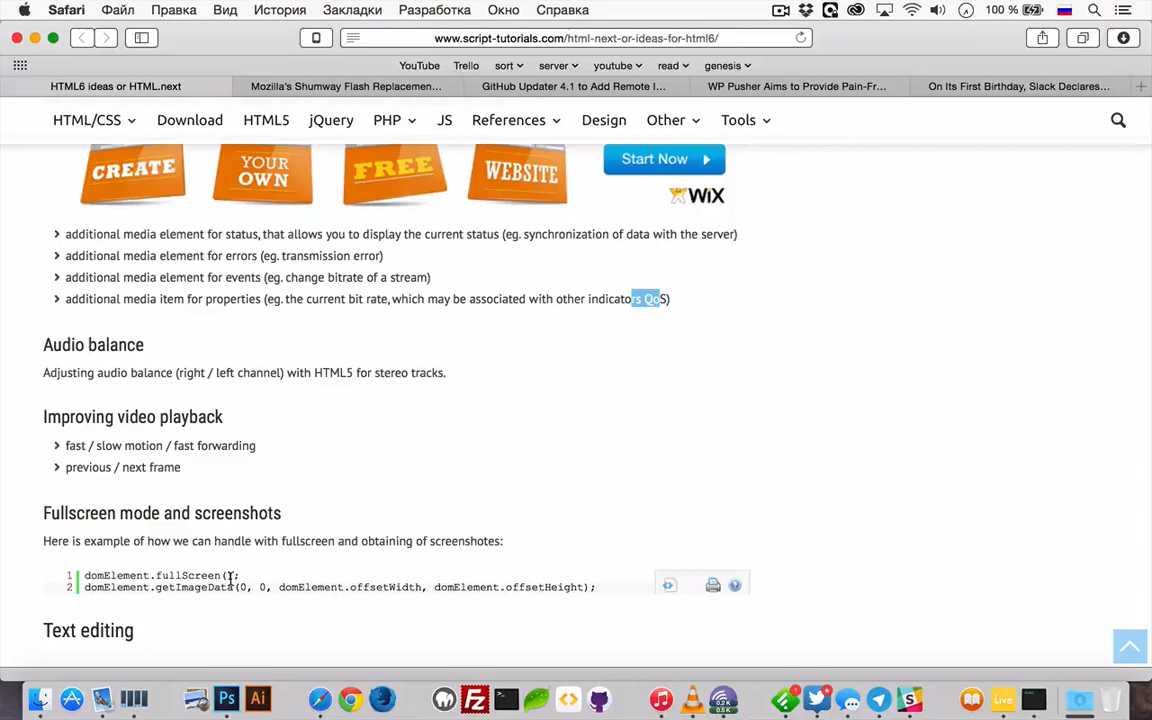 Safari Файл Правка Вид История Закладки Разработка Окно Справка 100 %
www.script-tutorials.com/html-next-or-ideas-for-html6/
YouTube Trello sort server youtube read genesis
HTML6 ideas or HTML.next Mozilla's Shumway Flash Replacemen... GitHub Updater 4.1 to Add Remote I... WP Pusher Aims to Provide Pain-Fr... On Its First Birthday, Slack Declares...
HTML/CSS Download HTML5 jQuery PHP JS References Design Other Tools
CREATE YOUR OWN FREE WEBSITE Start Now
WiX
additional media element for status, that allows you to display the current status (eg. synchronization of data with the server)
additional media element for errors (eg. transmission error)
additional media element for events (eg. change bitrate of a stream)
additional media item for properties (eg. the current bit rate, which may be associated with other indicators QoS)
Audio balance
Adjusting audio balance (right / left channel) with HTML5 for stereo tracks.
Improving video playback
fast / slow motion / fast forwarding
previous / next frame
Fullscreen mode and screenshots
Here is example of how we can handle with fullscreen and obtaining of screenshotes:
1 domElement.fullScreen();
2 domElement.getImageData(0, 0, domElement.offsetWidth, domElement.offsetHeight);
Text editing
Ps Ai Fz Live